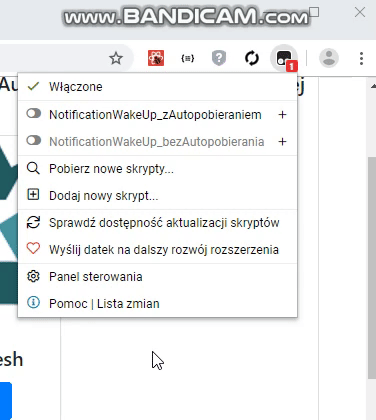 WWW.BANDICAM.COM
{≡}
?
1
Włączone
NotificationWakeUp_zAutopobieraniem +
NotificationWakeUp_bezAutopobierania +
Pobierz nowe skrypty...
Dodaj nowy skrypt...
Sprawdź dostępność aktualizacji skryptów
Wyślij datek na dalszy rozwój rozszerzenia
Panel sterowania
Pomoc | Lista zmian
esh